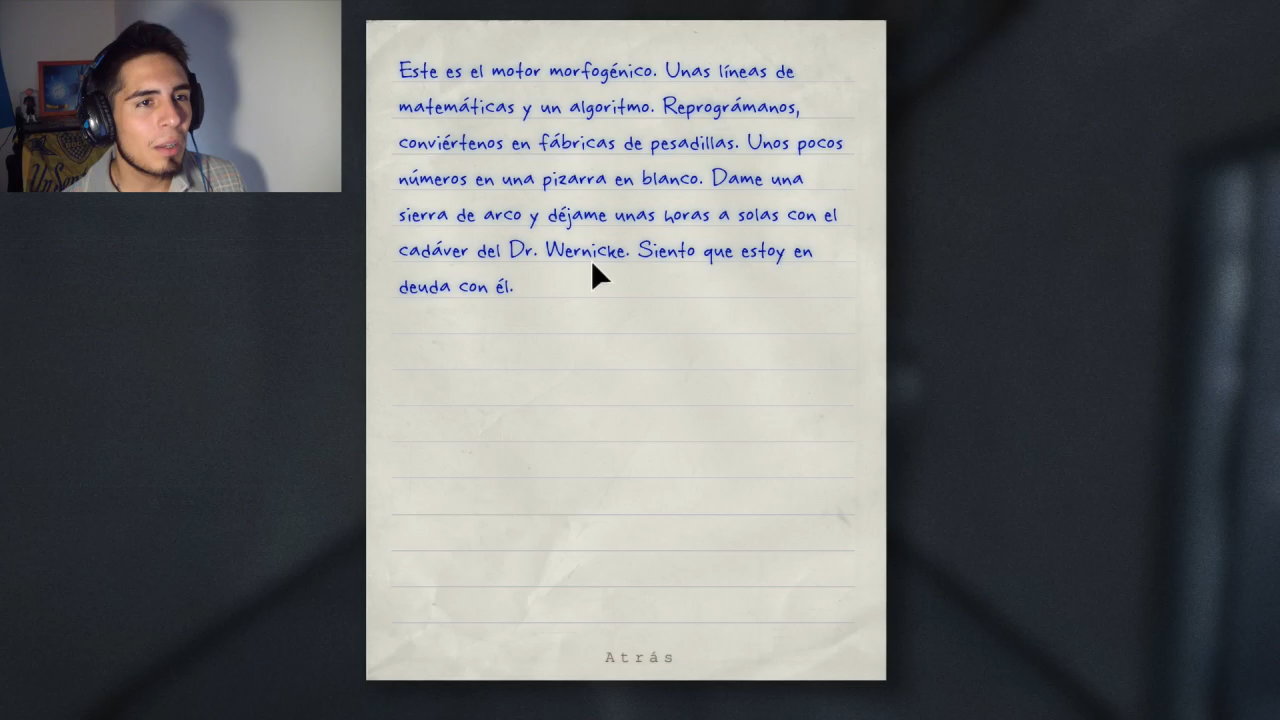 Este es el motor morfogénico. Unas líneas de
matemáticas y un algoritmo. Reprográmanos,
conviértenos en fábricas de pesadillas. Unos pocos
números en una pizarra en blanco. Dame una
sierra de arco y déjame unas horas a solas con el
cadáver del Dr. Wernicke. Siento que estoy en
deuda con él.
Atrás